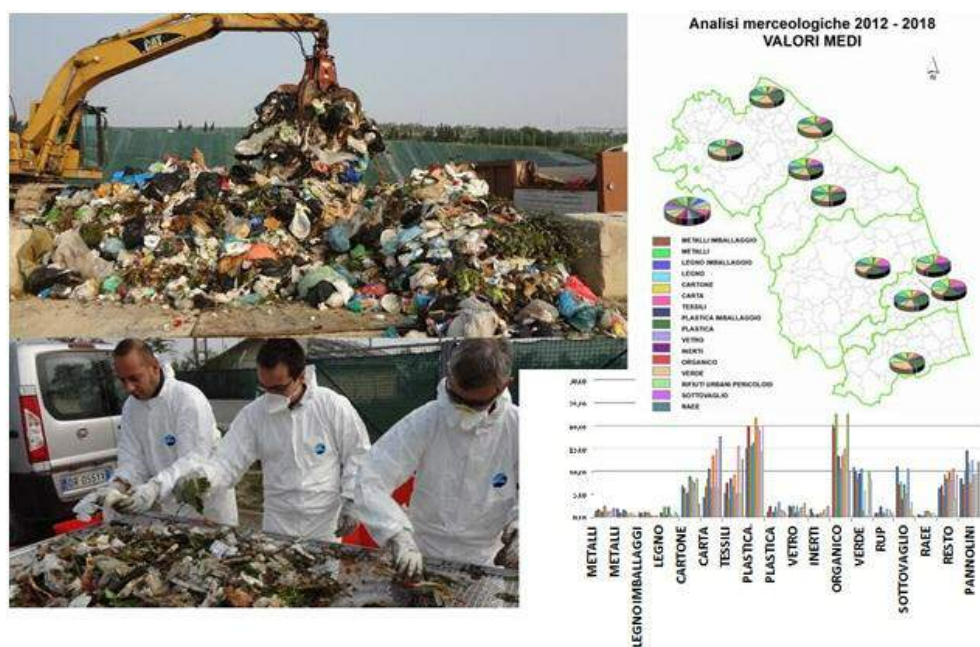 CAT
Analisi merceologiche 2012 - 2018
VALORI MEDI
N
METALLI IMBALLAGGIO
METALLI
LEGNO IMBALLAGGIO
LEGNO
CARTONE
CARTA
TESSILI
PLASTICA IMBALLAGGIO
PLASTICA
VETRO
INERTI
ORGANICO
VERDE
RIFIUTI URBANI PERICOLOSI
SOTTOVAGLIO
RAEE
METALLI
METALLI
LEGNO IMBALLAGGI
LEGNO
CARTONE
CARTA
TESSILI
PLASTICA
PLASTICA
VETRO
INERTI
ORGANICO
VERDE
RUP
SOTTOVAGLIO
RAEE
RESTO
PANNOLINI